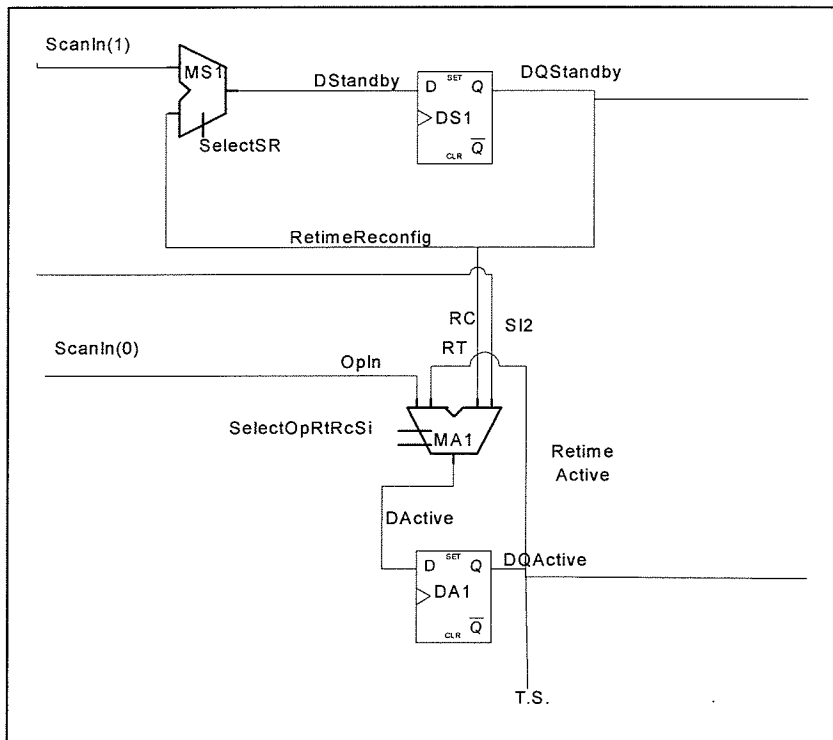 ScanIn(1)
MS1
SelectSR
DStandby
D SET Q
DS1
CLR Q
DQStandby
RetimeReconfig
RC
SI2
RT
ScanIn(0)
OpIn
SelectOpRtRcSi
MA1
Retime
Active
DActive
D SET Q
DA1
CLR Q
DQActive
T.S.